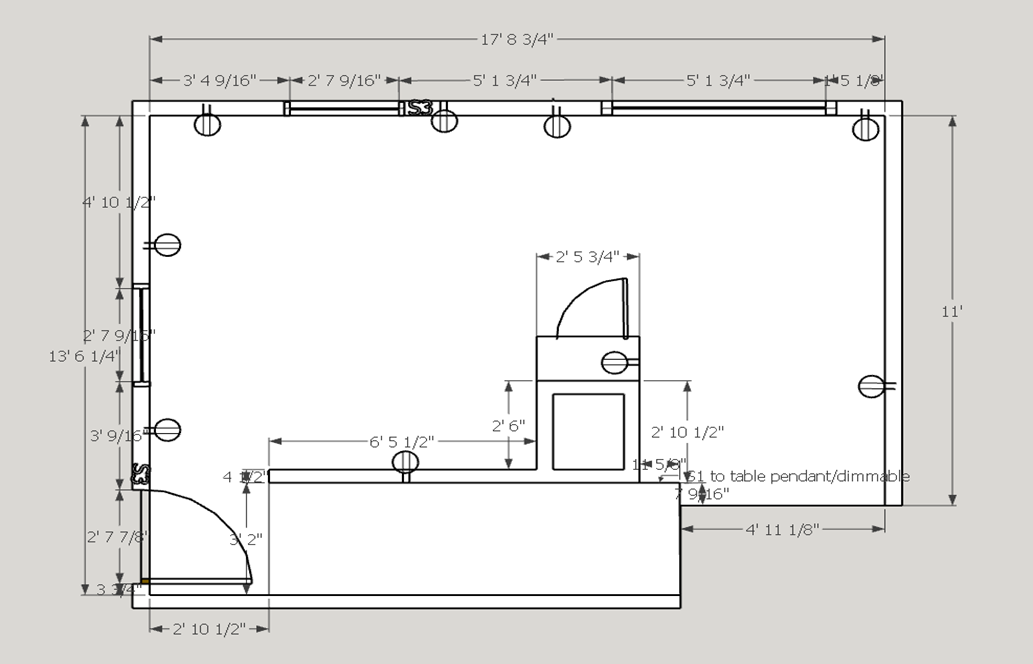 17' 8 3/4"
3' 4 9/16" 2' 7 9/16" 5' 1 3/4" 5' 1 3/4" 1' 5 1/8"
S3
4' 10 1/2"
2' 5 3/4"
11'
2' 7 9/16"
13' 6 1/4"
2' 6" 2' 10 1/2"
3' 9/16" 6' 5 1/2"
11 5/8"
S3 4 1/2" S1 to table pendant/dimmable
7 9/16"
4' 11 1/8"
2' 7 7/8" 3' 2"
3 3/4"
2' 10 1/2"